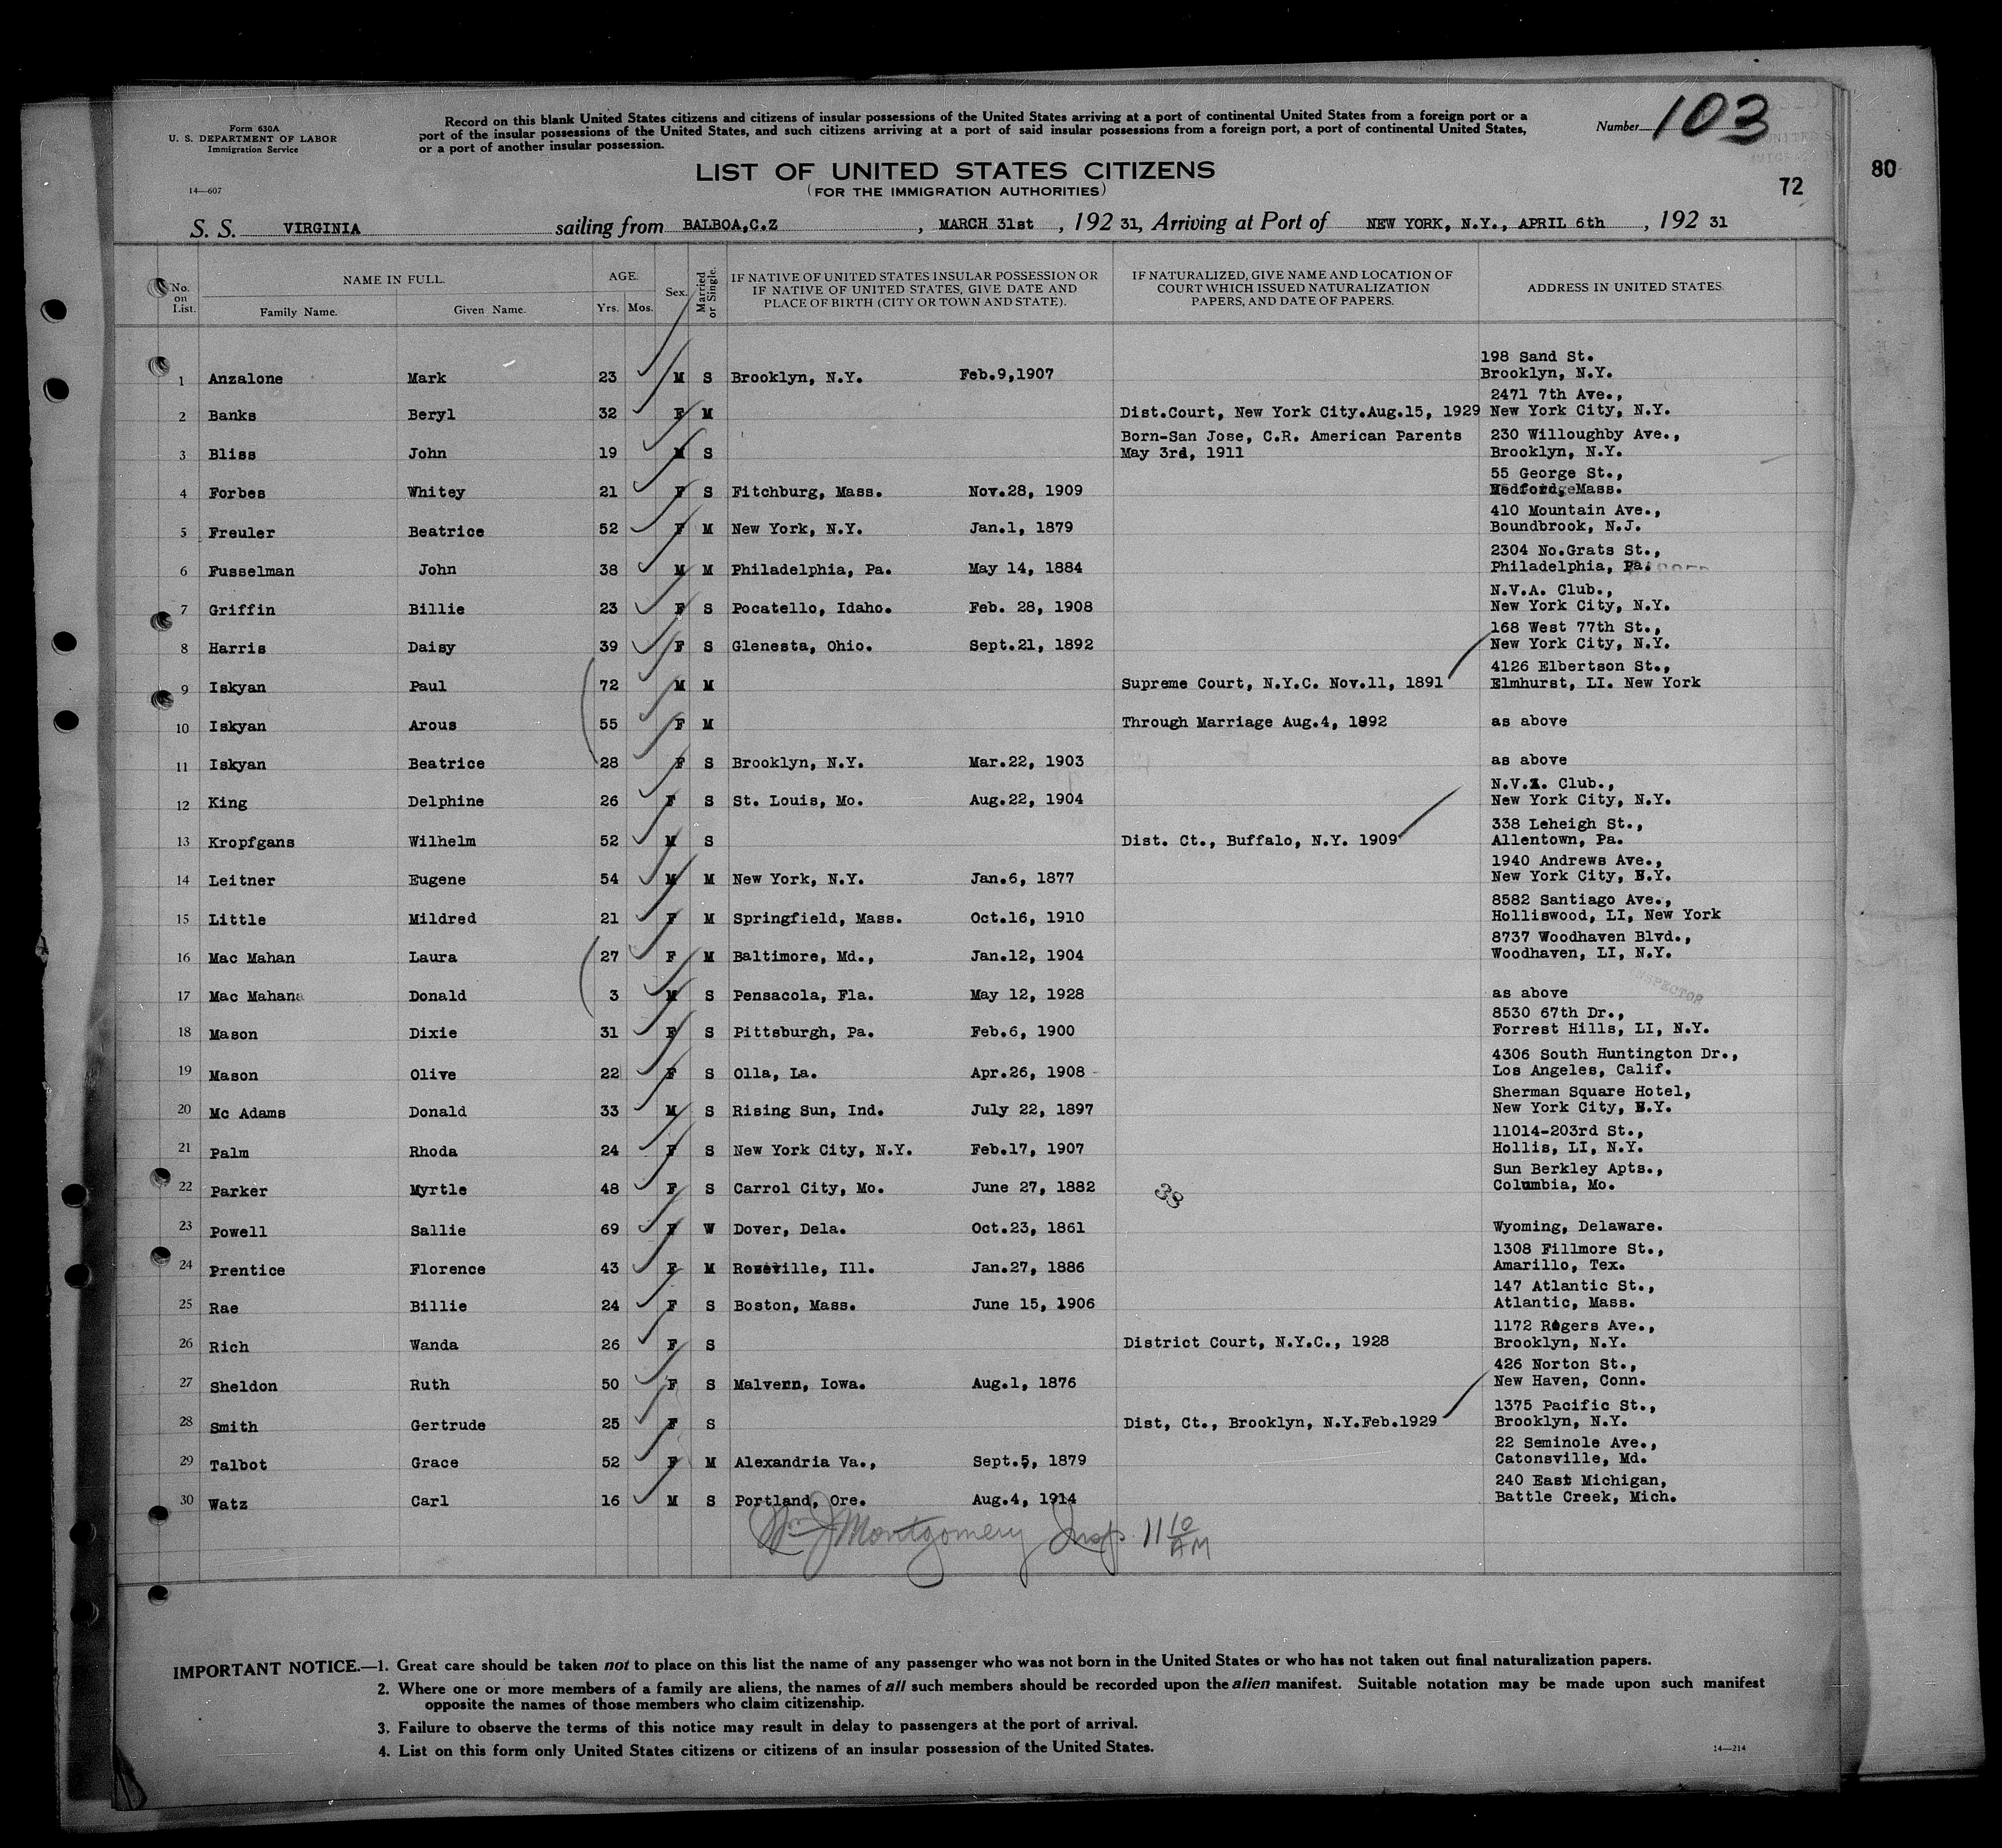 Form 630A
U. S. DEPARTMENT OF LABOR
Immigration Service
14—607
Record on this blank United States citizens and citizens of insular possessions of the United States arriving at a port of continental United States from a foreign port or a
port of the insular possessions of the United States, and such citizens arriving at a port of said insular possessions from a foreign port, a port of continental United States,
or a port of another insular possession.
Number 103
LIST OF UNITED STATES CITIZENS
(FOR THE IMMIGRATION AUTHORITIES)
72
80
S. S. VIRGINIA sailing from BALBOA,C.Z , MARCH 31st , 192 31, Arriving at Port of NEW YORK, N.Y., APRIL 6th , 192 31
No. on List.
NAME IN FULL.
Family Name. Given Name.
AGE.
Yrs. Mos.
Sex.
Married or Single.
IF NATIVE OF UNITED STATES INSULAR POSSESSION OR
IF NATIVE OF UNITED STATES, GIVE DATE AND
PLACE OF BIRTH (CITY OR TOWN AND STATE).
IF NATURALIZED, GIVE NAME AND LOCATION OF
COURT WHICH ISSUED NATURALIZATION
PAPERS, AND DATE OF PAPERS.
ADDRESS IN UNITED STATES.
198 Sand St.
1 Anzalone Mark 23 M S Brooklyn, N.Y. Feb.9,1907 Brooklyn, N.Y.
2471 7th Ave.,
2 Banks Beryl 32 F M Dist.Court, New York City.Aug.15, 1929 New York City, N.Y.
Born-San Jose, C.R. American Parents 230 Willoughby Ave.,
3 Bliss John 19 M S May 3rd, 1911 Brooklyn, N.Y.
55 George St.,
4 Forbes Whitey 21 F S Fitchburg, Mass. Nov.28, 1909 Medford, Mass.
410 Mountain Ave.,
5 Freuler Beatrice 52 F M New York, N.Y. Jan.1, 1879 Boundbrook, N.J.
2304 No.Grats St.,
6 Fusselman John 38 M M Philadelphia, Pa. May 14, 1884 Philadelphia, Pa.
N.V.A. Club.,
7 Griffin Billie 23 F S Pocatello, Idaho. Feb. 28, 1908 New York City, N.Y.
168 West 77th St.,
8 Harris Daisy 39 F S Glenesta, Ohio. Sept.21, 1892 New York City, N.Y.
4126 Elbertson St.,
9 Iskyan Paul 72 M M Supreme Court, N.Y.C. Nov.11, 1891 Elmhurst, LI. New York
10 Iskyan Arous 55 F M Through Marriage Aug.4, 1892 as above
11 Iskyan Beatrice 28 F S Brooklyn, N.Y. Mar.22, 1903 as above
N.V.A. Club.,
12 King Delphine 26 F S St. Louis, Mo. Aug.22, 1904 New York City, N.Y.
338 Leheigh St.,
13 Kropfgans Wilhelm 52 M S Dist. Ct., Buffalo, N.Y. 1909 Allentown, Pa.
1940 Andrews Ave.,
14 Leitner Eugene 54 M M New York, N.Y. Jan.6, 1877 New York City, N.Y.
8582 Santiago Ave.,
15 Little Mildred 21 F M Springfield, Mass. Oct.16, 1910 Holliswood, LI, New York
8737 Woodhaven Blvd.,
16 Mac Mahan Laura 27 F M Baltimore, Md., Jan.12, 1904 Woodhaven, LI, N.Y.
INSPECTOR
17 Mac Mahan Donald 3 M S Pensacola, Fla. May 12, 1928 as above
8530 67th Dr.,
18 Mason Dixie 31 F S Pittsburgh, Pa. Feb.6, 1900 Forrest Hills, LI, N.Y.
4306 South Huntington Dr.,
19 Mason Olive 22 F S Olla, La. Apr.26, 1908 Los Angeles, Calif.
Sherman Square Hotel,
20 Mc Adams Donald 33 M S Rising Sun, Ind. July 22, 1897 New York City, N.Y.
11014-203rd St.,
21 Palm Rhoda 24 F S New York City, N.Y. Feb.17, 1907 Hollis, LI, N.Y.
Sun Berkley Apts.,
22 Parker Myrtle 48 F S Carrol City, Mo. June 27, 1882 38 Columbia, Mo.
23 Powell Sallie 69 F W Dover, Dela. Oct.23, 1861 Wyoming, Delaware.
1308 Fillmore St.,
24 Prentice Florence 43 F M Roseville, Ill. Jan.27, 1886 Amarillo, Tex.
147 Atlantic St.,
25 Rae Billie 24 F S Boston, Mass. June 15, 1906 Atlantic, Mass.
1172 Rogers Ave.,
26 Rich Wanda 26 F S District Court, N.Y.C., 1928 Brooklyn, N.Y.
426 Norton St.,
27 Sheldon Ruth 50 F S Malvern, Iowa. Aug.1, 1876 New Haven, Conn.
1375 Pacific St.,
28 Smith Gertrude 25 F S Dist, Ct., Brooklyn, N.Y.Feb.1929 Brooklyn, N.Y.
22 Seminole Ave.,
29 Talbot Grace 52 F M Alexandria Va., Sept.5, 1879 Catonsville, Md.
240 East Michigan,
30 Watz Carl 16 M S Portland, Ore. Aug.4, 1914 Battle Creek, Mich.
Wm J Montgomery Insp. 11 10 AM
IMPORTANT NOTICE.—1. Great care should be taken not to place on this list the name of any passenger who was not born in the United States or who has not taken out final naturalization papers.
2. Where one or more members of a family are aliens, the names of all such members should be recorded upon the alien manifest. Suitable notation may be made upon such manifest
opposite the names of those members who claim citizenship.
3. Failure to observe the terms of this notice may result in delay to passengers at the port of arrival.
4. List on this form only United States citizens or citizens of an insular possession of the United States.
14—214